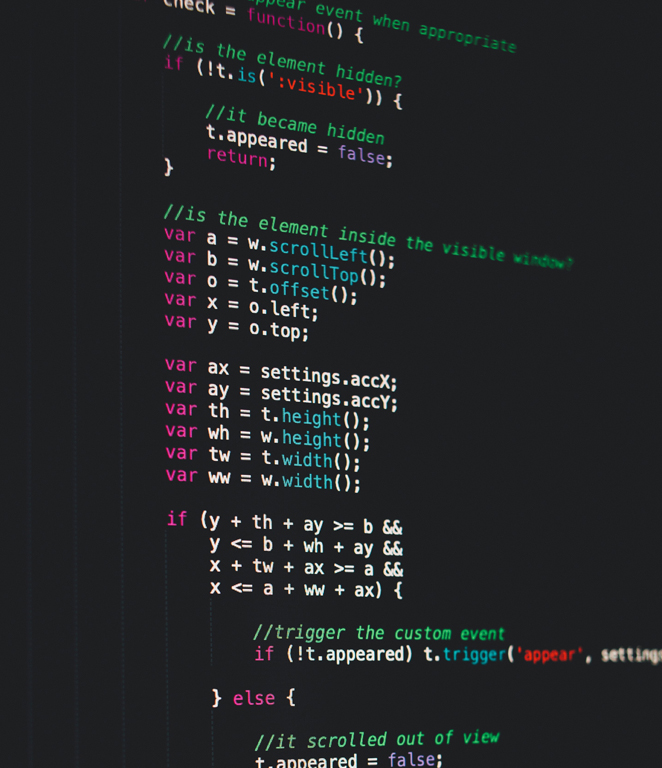 appear event when appropriate
check = function() {
//is the element hidden?
if (!t.is(':visible')) {
//it became hidden
t.appeared = false;
return;
}
//is the element inside the visible window?
var a = w.scrollLeft();
var b = w.scrollTop();
var o = t.offset();
var x = o.left;
var y = o.top;
var ax = settings.accX;
var ay = settings.accY;
var th = t.height();
var wh = w.height();
var tw = t.width();
var ww = w.width();
if (y + th + ay >= b &&
y <= b + wh + ay &&
x + tw + ax >= a &&
x <= a + ww + ax) {
//trigger the custom event
if (!t.appeared) t.trigger('appear', settings
} else {
//it scrolled out of view
t.appeared = false;